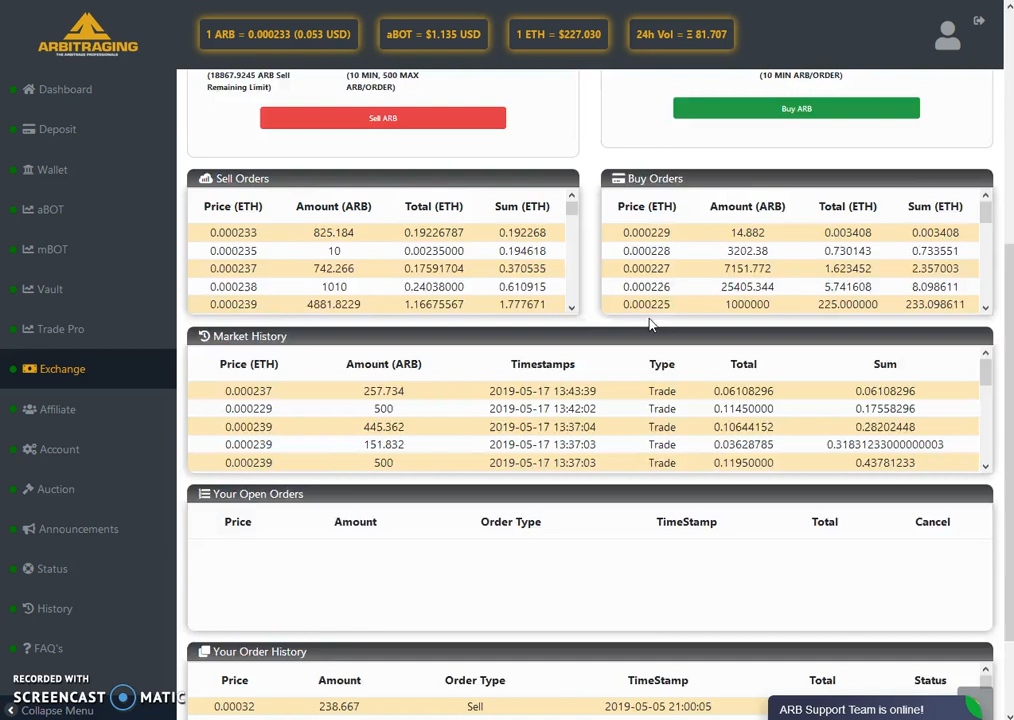 ARBITRAGING
THE ARBITRAGE PROFESSIONALS
1 ARB = 0.000233 (0.053 USD)
aBOT = $1.135 USD
1 ETH = $227.030
24h Vol = Ξ 81.707
Dashboard
Deposit
Wallet
aBOT
mBOT
Vault
Trade Pro
Exchange
Affiliate
Account
Auction
Announcements
Status
History
FAQ's
RECORDED WITH
SCREENCAST MATIC
Collapse Menu
(18867.9245 ARB Sell Remaining Limit)
(10 MIN, 500 MAX ARB/ORDER)
Sell ARB
(10 MIN ARB/ORDER)
Buy ARB
Sell Orders
Price (ETH) Amount (ARB) Total (ETH) Sum (ETH)
0.000233 825.184 0.19226787 0.192268
0.000235 10 0.00235000 0.194618
0.000237 742.266 0.17591704 0.370535
0.000238 1010 0.24038000 0.610915
0.000239 4881.8229 1.16675567 1.777671
Buy Orders
Price (ETH) Amount (ARB) Total (ETH) Sum (ETH)
0.000229 14.882 0.003408 0.003408
0.000228 3202.38 0.730143 0.733551
0.000227 7151.772 1.623452 2.357003
0.000226 25405.344 5.741608 8.098611
0.000225 1000000 225.000000 233.098611
Market History
Price (ETH) Amount (ARB) Timestamps Type Total Sum
0.000237 257.734 2019-05-17 13:43:39 Trade 0.06108296 0.06108296
0.000229 500 2019-05-17 13:42:02 Trade 0.11450000 0.17558296
0.000239 445.362 2019-05-17 13:37:04 Trade 0.10644152 0.28202448
0.000239 151.832 2019-05-17 13:37:03 Trade 0.03628785 0.31831233000000003
0.000239 500 2019-05-17 13:37:03 Trade 0.11950000 0.43781233
Your Open Orders
Price Amount Order Type TimeStamp Total Cancel
Your Order History
Price Amount Order Type TimeStamp Total Status
0.00032 238.667 Sell 2019-05-05 21:00:05
ARB Support Team is online!